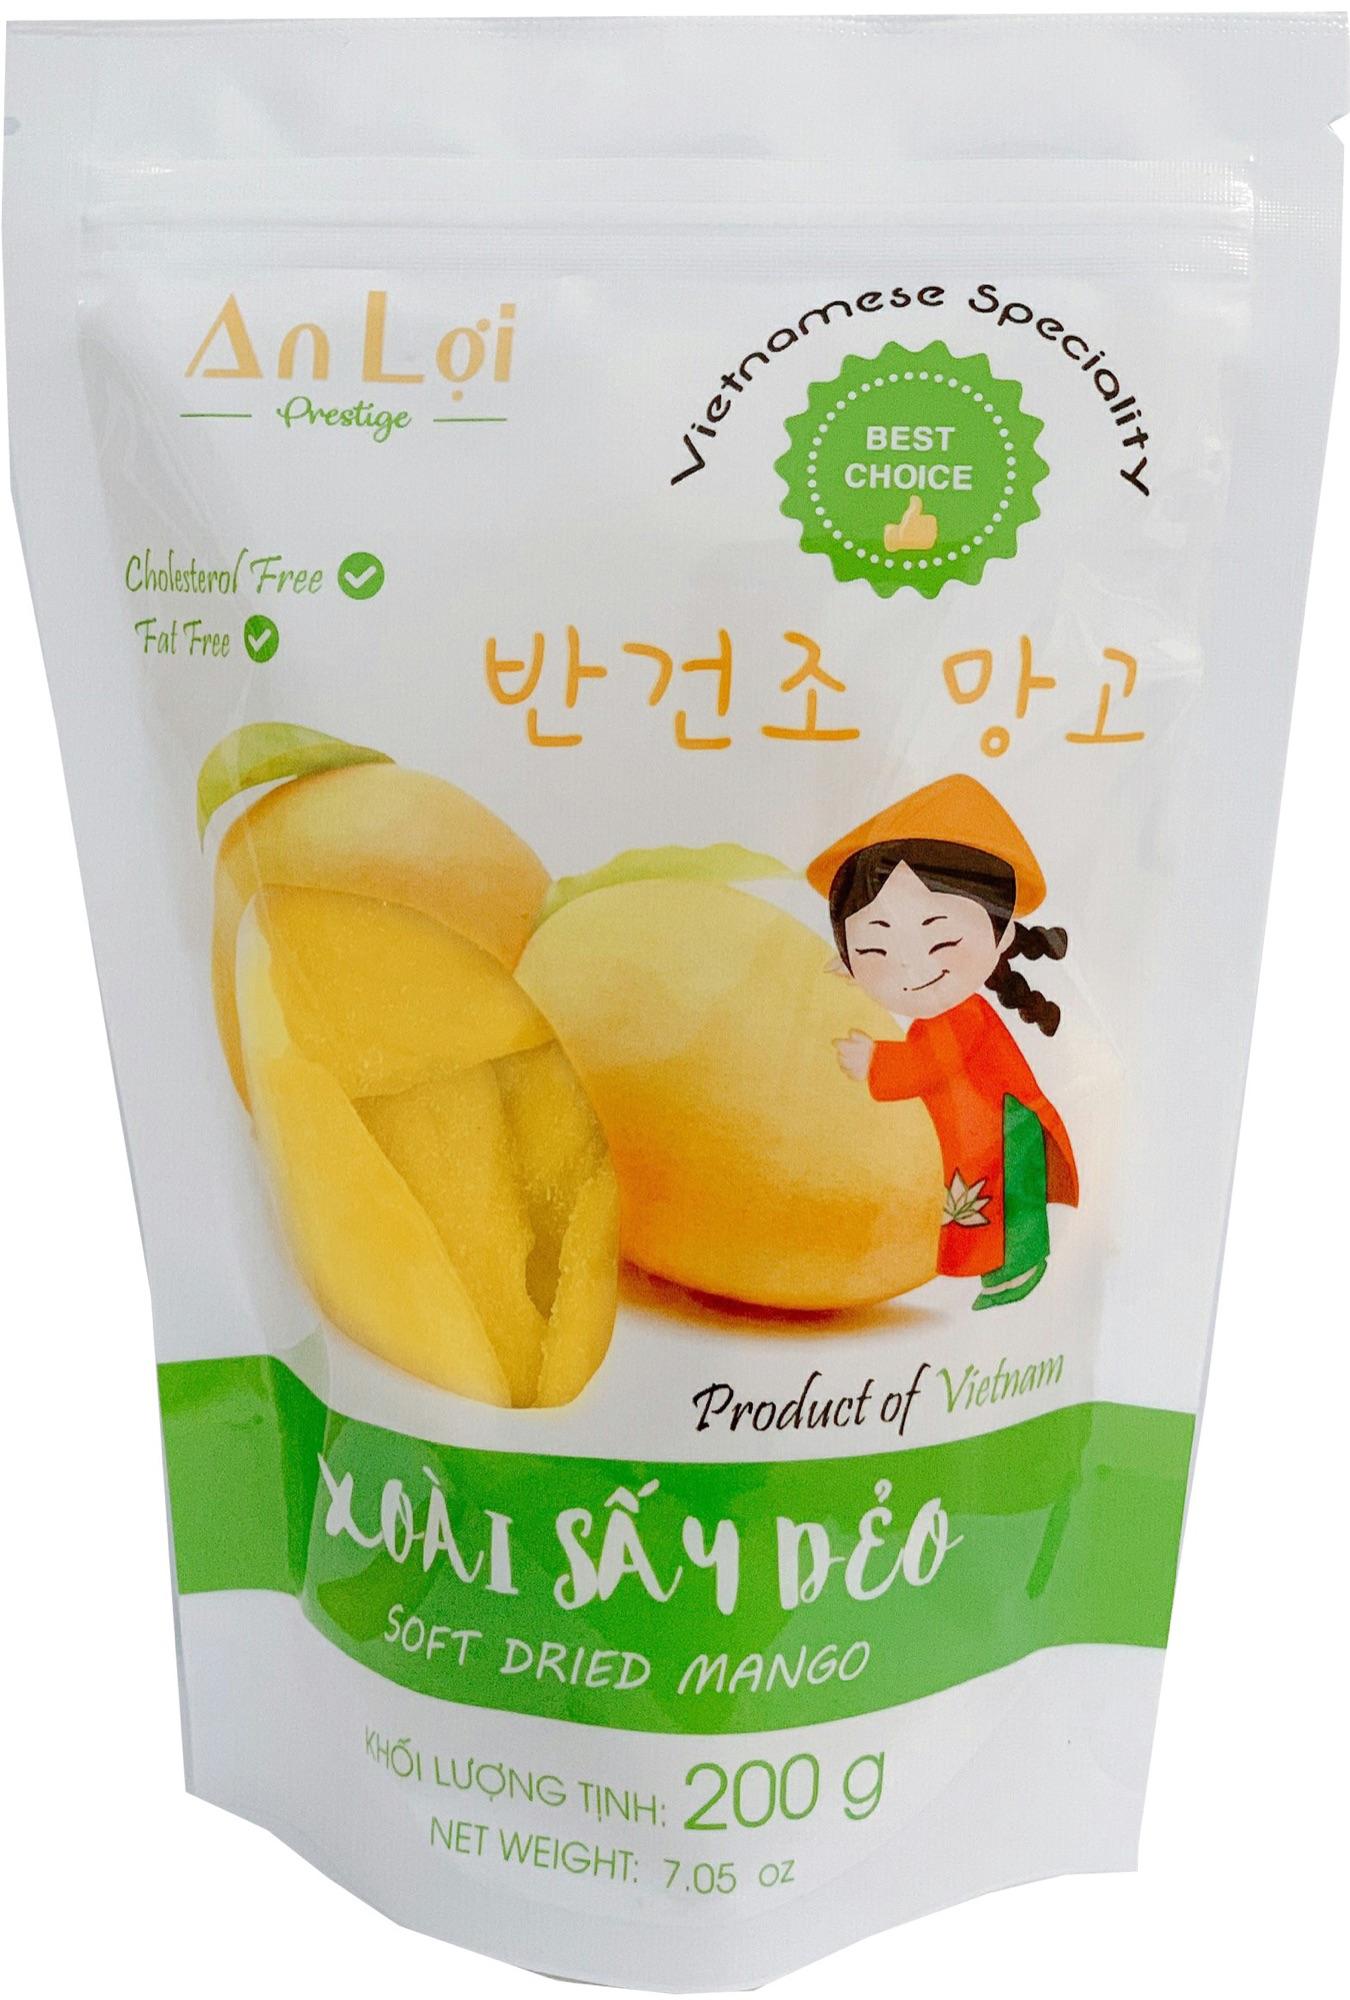 An Lợi
Prestige
Vietnamese Speciality
BEST
CHOICE
Cholesterol Free
Fat Free
반건조 망고
Product of Vietnam
XOÀI SẤY DẺO
SOFT DRIED MANGO
KHỐI LƯỢNG TỊNH: 200 g
NET WEIGHT: 7.05 oz